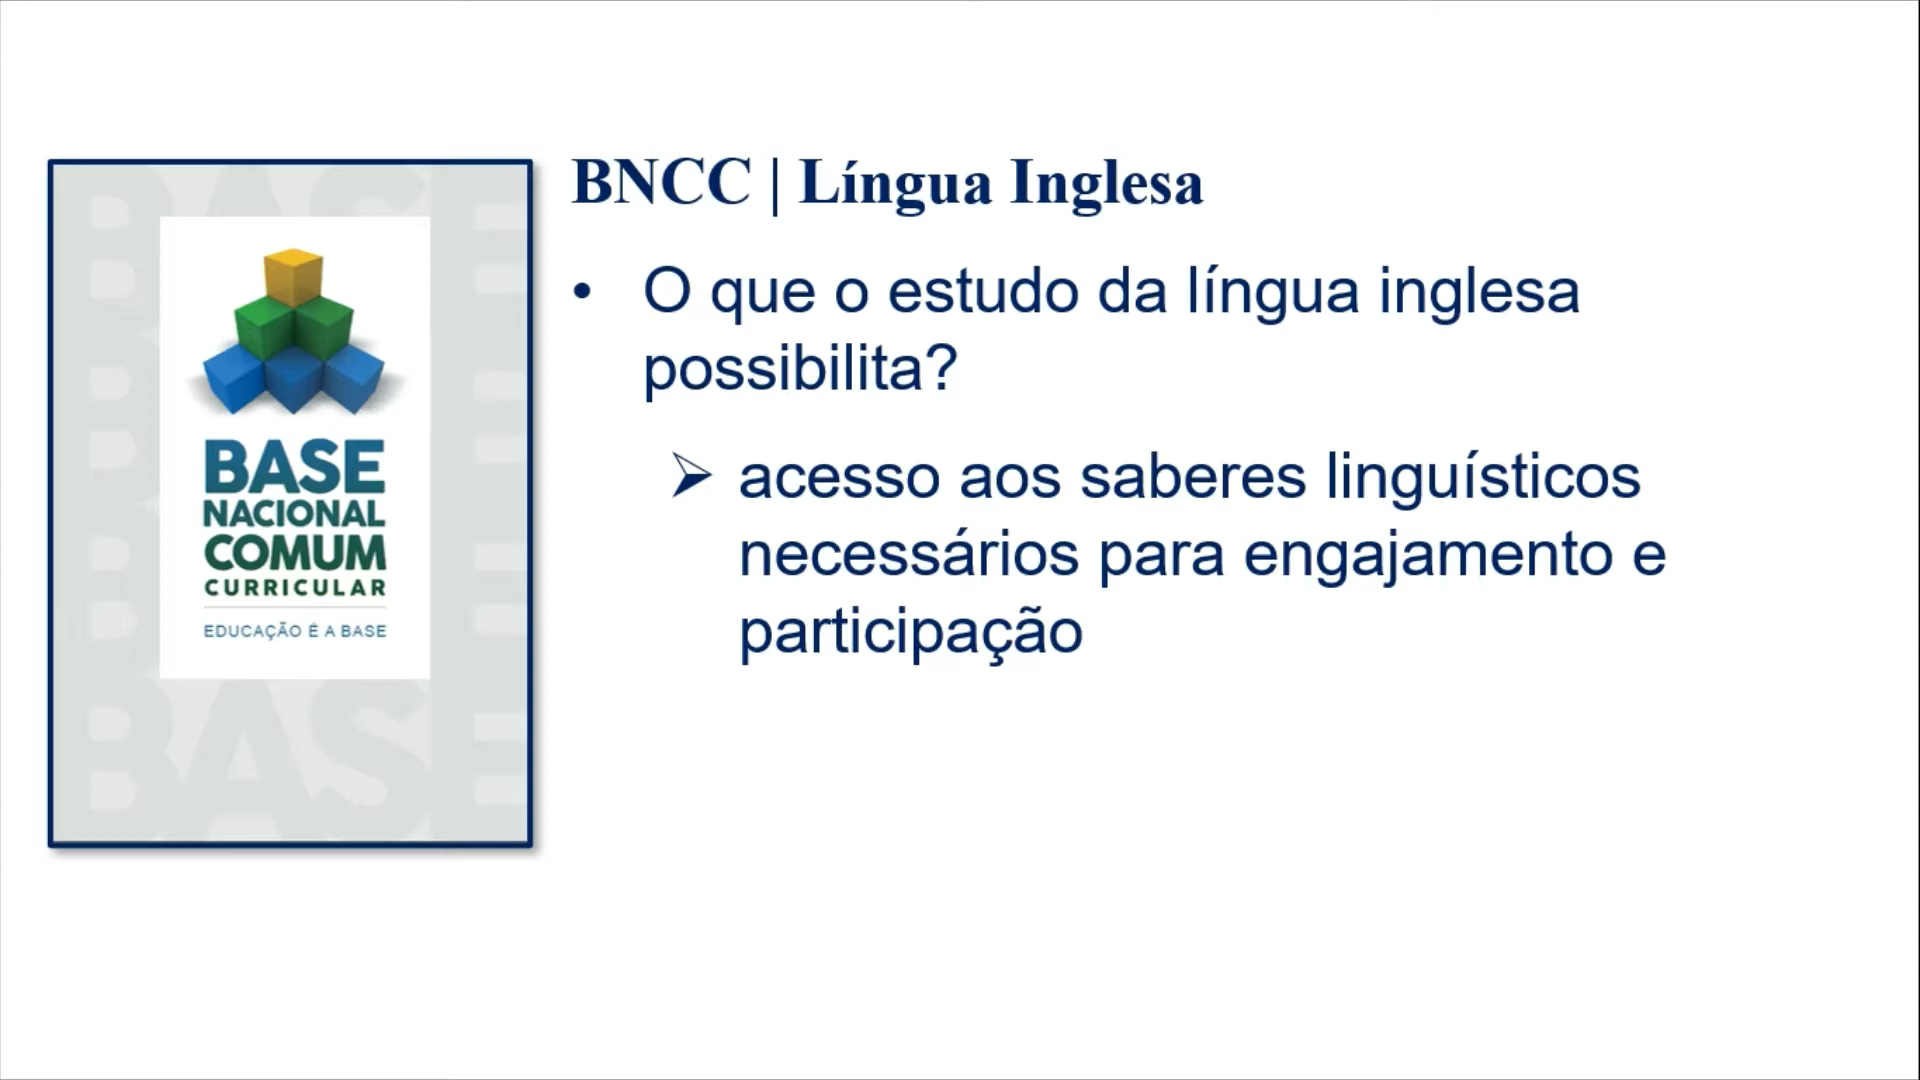 BASE
NACIONAL
COMUM
CURRICULAR
EDUCAÇÃO É A BASE
BNCC | Língua Inglesa
• O que o estudo da língua inglesa
possibilita?
➢ acesso aos saberes linguísticos
necessários para engajamento e
participação